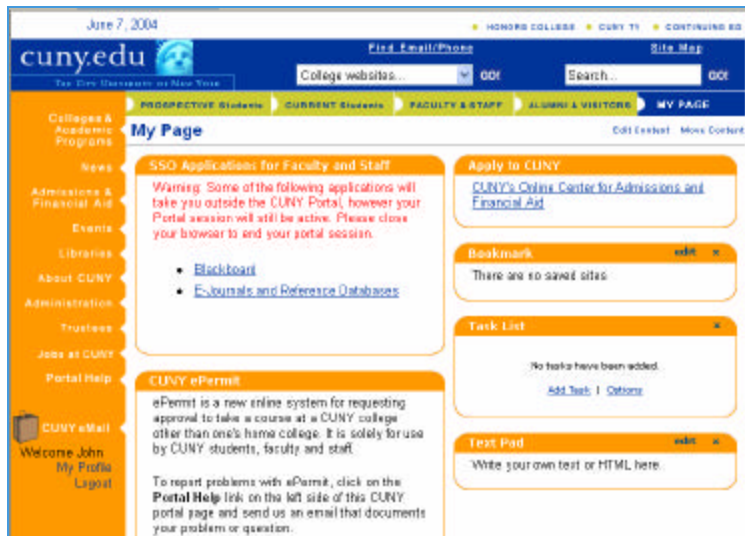 June 7, 2004
HONORS COLLEGE CUNY TV CONTINUING ED
cuny.edu
The City University of New York
Find Email/Phone
Site Map
College websites...
GO!
Search...
GO!
PROSPECTIVE Students
CURRENT Students
FACULTY & STAFF
ALUMNI & VISITORS
MY PAGE
My Page
Edit Content Move Content
Colleges &
Academic
Programs
News
Admissions &
Financial Aid
Events
Libraries
About CUNY
Administration
Trustees
Jobs at CUNY
Portal Help
CUNY eMail
Welcome John
My Profile
Logout
SSO Applications for Faculty and Staff
Warning: Some of the following applications will
take you outside the CUNY Portal, however your
Portal session will still be active. Please close
your browser to end your portal session.
Blackboard
E-Journals and Reference Databases
CUNY ePermit
ePermit is a new online system for requesting
approval to take a course at a CUNY college
other than one's home college. It is solely for use
by CUNY students, faculty and staff.
To report problems with ePermit, click on the
Portal Help link on the left side of this CUNY
portal page and send us an email that documents
your problem or question.
Apply to CUNY
CUNY's Online Center for Admissions and
Financial Aid
Bookmark edit x
There are no saved sites
Task List x
No tasks have been added.
Add Task | Options
Text Pad edit x
Write your own text or HTML here.